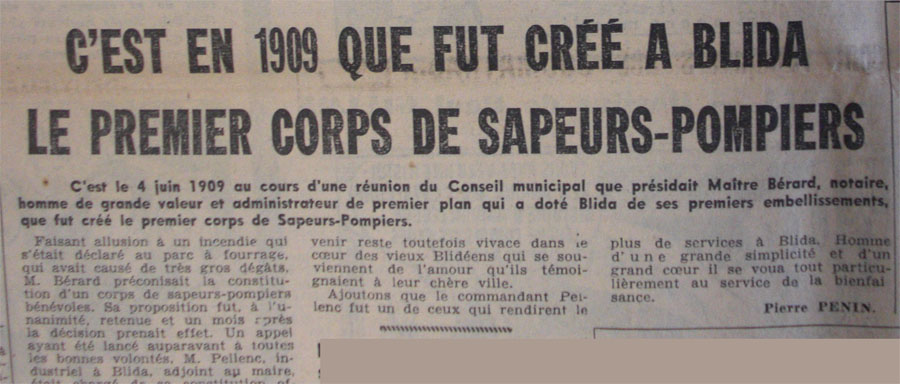 C'EST EN 1909 QUE FUT CRÉÉ A BLIDA
LE PREMIER CORPS DE SAPEURS-POMPIERS
C'est le 4 juin 1909 au cours d'une réunion du Conseil municipal que présidait Maître Bérard, notaire,
homme de grande valeur et administrateur de premier plan qui a doté Blida de ses premiers embellissements,
que fut créé le premier corps de Sapeurs-Pompiers.
Faisant allusion à un incendie qui
s'était déclaré au parc à fourrage,
qui avait causé de très gros dégâts,
M. Bérard préconisait la constitu-
tion d'un corps de sapeurs-pompiers
bénévoles. Sa proposition fut, à l'u-
nanimité, retenue et un mois après
la décision prenait effet. Un appel
ayant été lancé auparavant à toutes
les bonnes volontés, M. Pellenc, in-
dustriel à Blida, adjoint au maire,
était chargé de sa constitution et
venir reste toutefois vivace dans le
cœur des vieux Blidéens qui se sou-
viennent de l'amour qu'ils témoi-
gnaient à leur chère ville.
Ajoutons que le commandant Pel-
lenc fut un de ceux qui rendirent le
plus de services à Blida. Homme
d'une grande simplicité et d'un
grand cœur il se voua tout particu-
lièrement au service de la bienfai
sance.
Pierre PENIN.